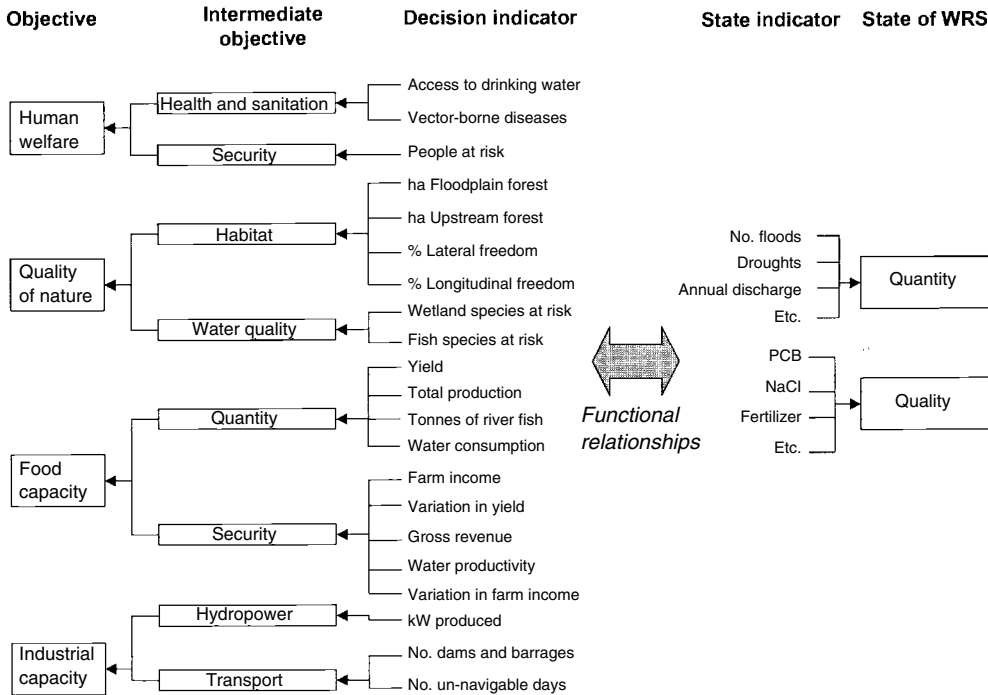 Objective
Intermediate
objective
Decision indicator
State indicator
State of WRS
Human
welfare
Health and sanitation
Access to drinking water
Vector-borne diseases
Security
People at risk
Quality
of nature
Habitat
ha Floodplain forest
ha Upstream forest
% Lateral freedom
% Longitudinal freedom
Water quality
Wetland species at risk
Fish species at risk
Food
capacity
Quantity
Yield
Total production
Tonnes of river fish
Water consumption
Security
Farm income
Variation in yield
Gross revenue
Water productivity
Variation in farm income
Industrial
capacity
Hydropower
kW produced
Transport
No. dams and barrages
No. un-navigable days
Functional
relationships
No. floods
Droughts
Annual discharge
Etc.
Quantity
PCB
NaCl
Fertilizer
Etc.
Quality